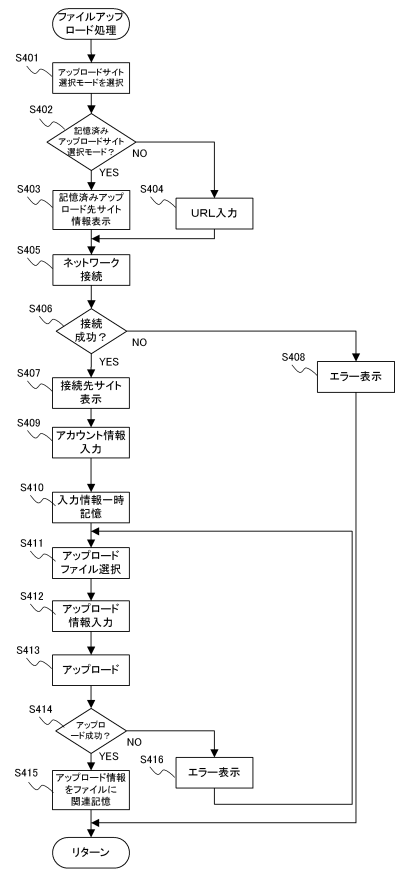 ファイルアップ
ロード処理
S401
アップロードサイト
選択モードを選択
S402
記憶済み
アップロードサイト
選択モード？
NO
YES
S403
記憶済みアップ
ロード先サイト
情報表示
S404
ＵＲＬ入力
S405
ネットワーク
接続
S406
接続
成功？
NO
YES
S407
接続先サイト
表示
S408
エラー表示
S409
アカウント情報
入力
S410
入力情報一時
記憶
S411
アップロード
ファイル選択
S412
アップロード
情報入力
S413
アップロード
S414
アップロ
ード成功？
NO
YES
S415
アップロード情報
をファイルに
関連記憶
S416
エラー表示
リターン